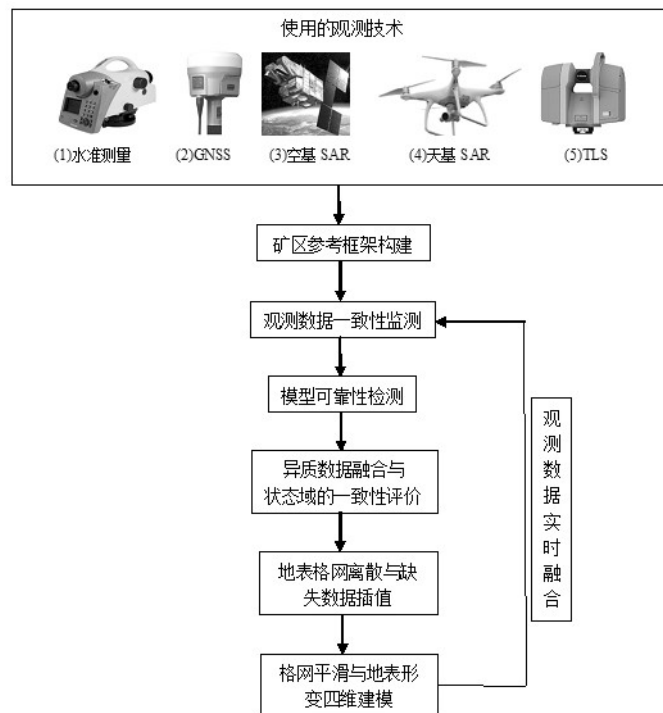 使用的观测技术
(1)水准测量
(2)GNSS
(3)空基 SAR
(4)天基 SAR
(5)TLS
矿区参考框架构建
观测数据一致性监测
模型可靠性检测
异质数据融合与
状态域的一致性评价
地表格网离散与缺
失数据插值
格网平滑与地表形
变四维建模
观
测
数
据
实
时
融
合